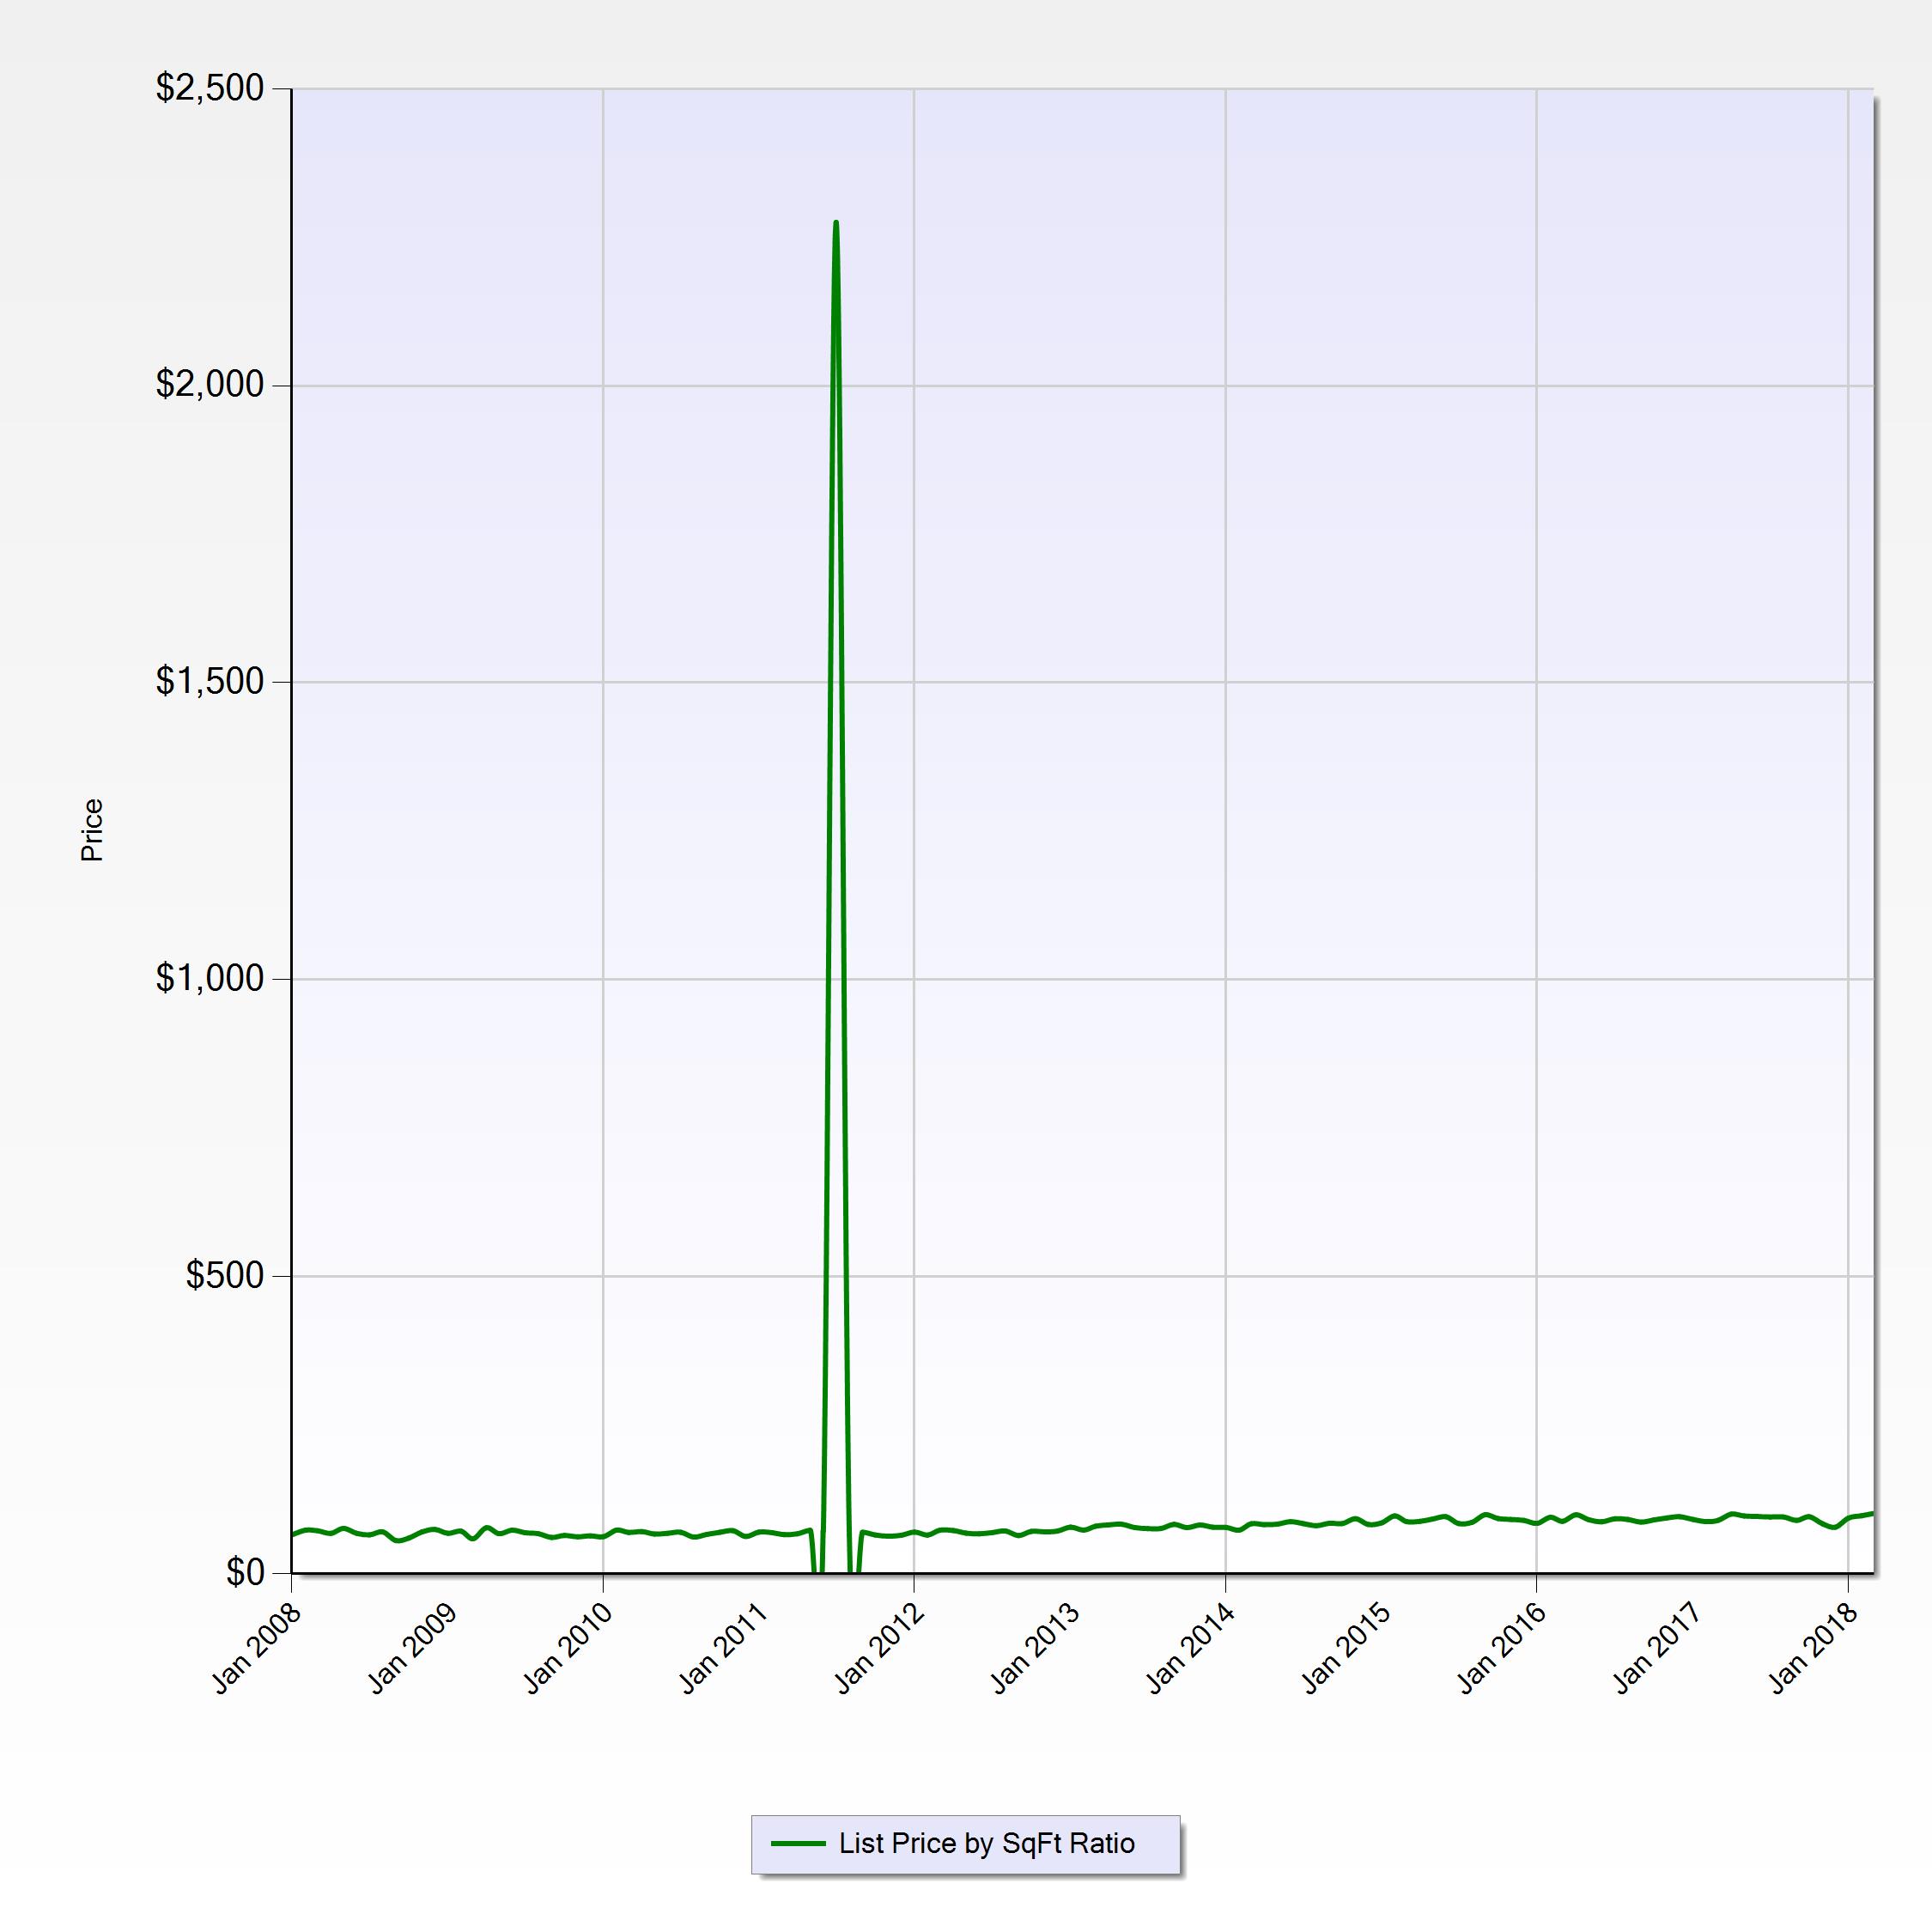 $2,500
$2,000
$1,500
$1,000
$500
$0
Price
Jan 2008
Jan 2009
Jan 2010
Jan 2011
Jan 2012
Jan 2013
Jan 2014
Jan 2015
Jan 2016
Jan 2017
Jan 2018
List Price by SqFt Ratio